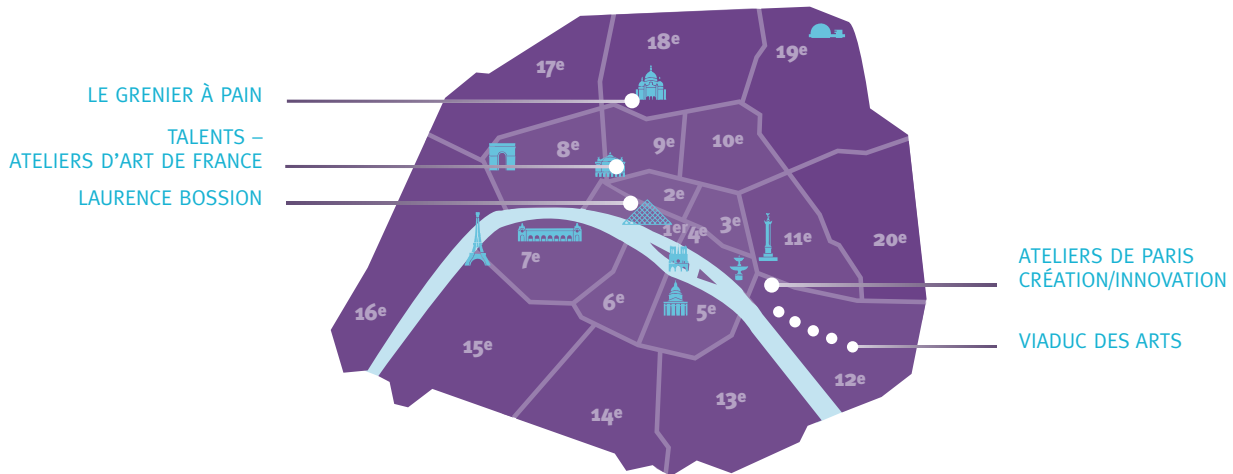 18e
19e
17e
LE GRENIER À PAIN
TALENTS –
ATELIERS D'ART DE FRANCE
8e
9e
10e
LAURENCE BOSSION
2e
3e
1er
4e
11e
20e
7e
ATELIERS DE PARIS
CRÉATION/INNOVATION
16e
6e
5e
15e
VIADUC DES ARTS
12e
13e
14e